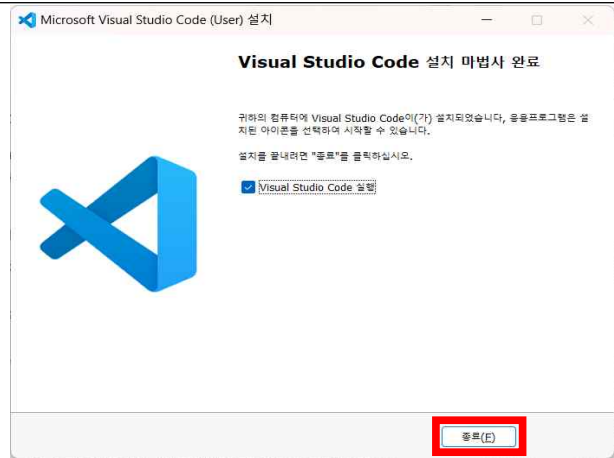 Microsoft Visual Studio Code (User) 설치
Visual Studio Code 설치 마법사 완료
귀하의 컴퓨터에 Visual Studio Code이(가) 설치되었습니다, 응용프로그램은 설
치된 아이콘을 선택하여 시작할 수 있습니다.
설치를 끝내려면 "종료"를 클릭하십시오.
Visual Studio Code 실행
종료(F)